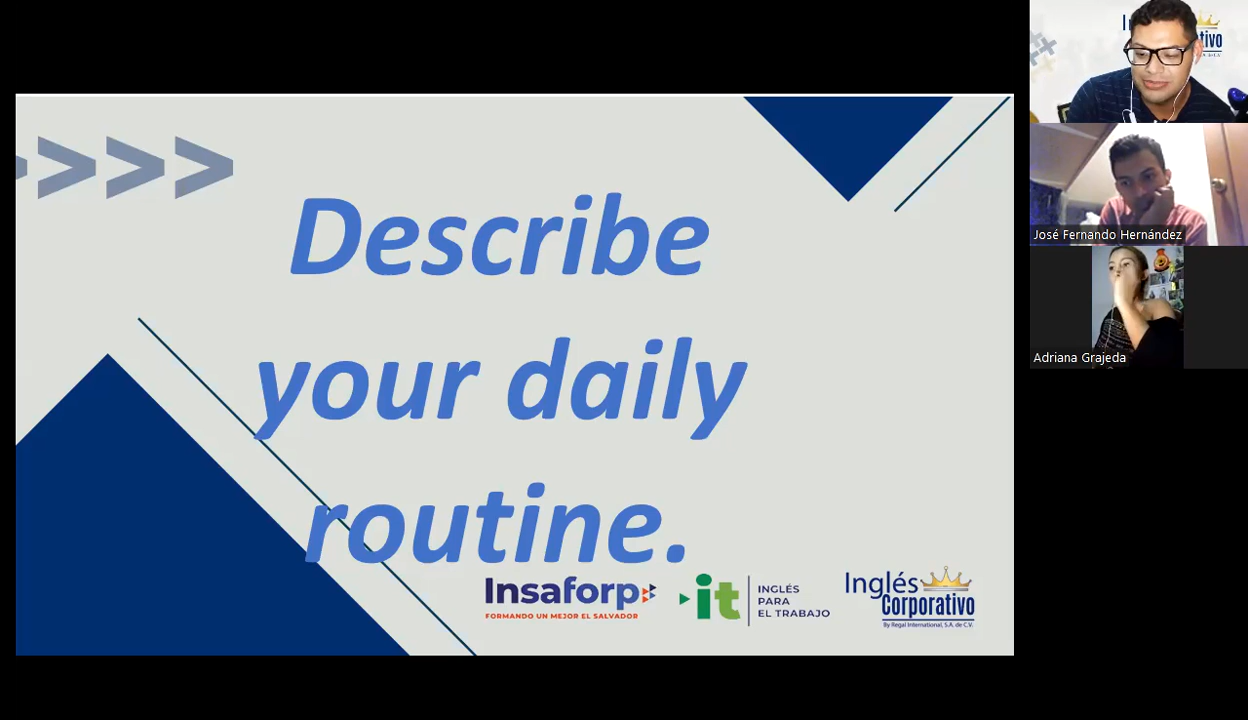 >>>>
Describe
your daily
routine.
Insaforp
FORMANDO UN MEJOR EL SALVADOR
it
INGLÉS
PARA
EL TRABAJO
Inglés
Corporativo
By Regal International, S.A. de C.V.
José Fernando Hernández
Adriana Grajeda